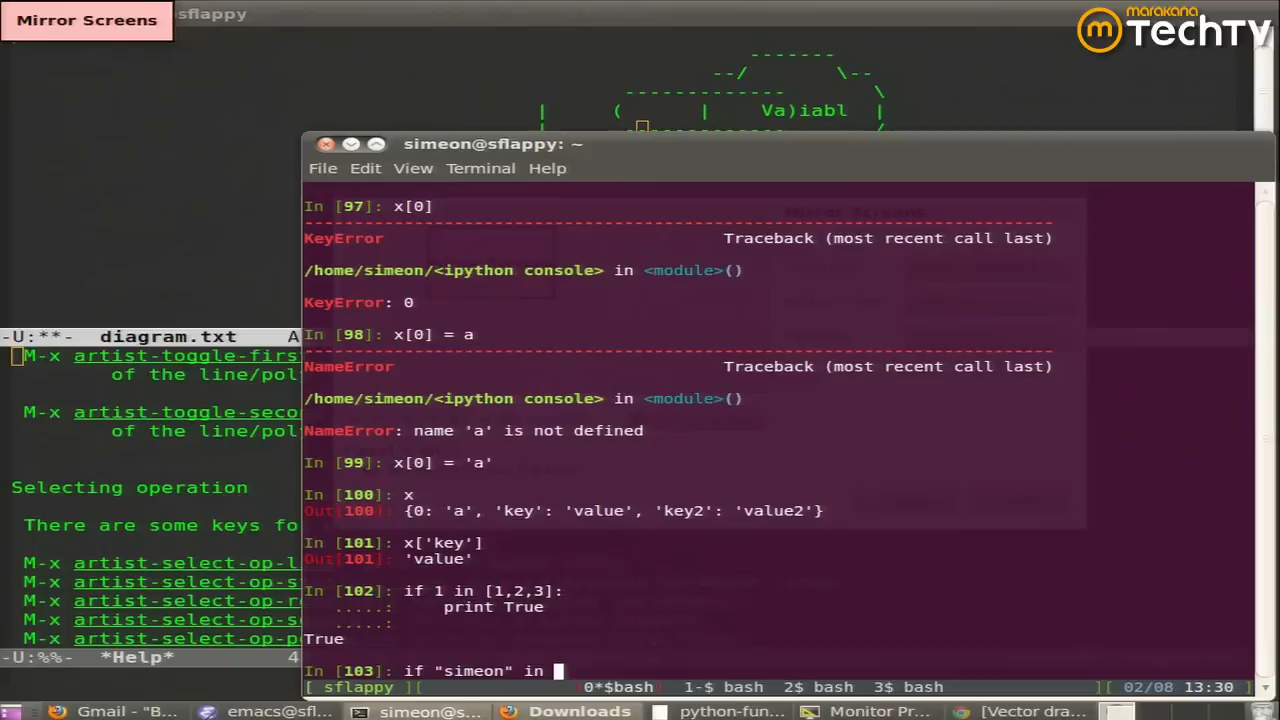 Mirror Screens
sflappy
marakana
TechTV
m
--/ \--
------------- \
| ( | Va)iabl |
simeon@sflappy: ~
File Edit View Terminal Help
In [97]: x[0]
KeyError Traceback (most recent call last)
/home/simeon/<ipython console> in <module>()
KeyError: 0
In [98]: x[0] = a
NameError Traceback (most recent call last)
/home/simeon/<ipython console> in <module>()
NameError: name 'a' is not defined
In [99]: x[0] = 'a'
In [100]: x
Out[100]: {0: 'a', 'key': 'value', 'key2': 'value2'}
In [101]: x['key']
Out[101]: 'value'
In [102]: if 1 in [1,2,3]:
.....: print True
.....:
True
In [103]: if "simeon" in
[ sflappy ][ 0*$bash) 1-$ bash 2$ bash 3$ bash ][ 02/08 13:30 ]
-U:**- diagram.txt A
M-x artist-toggle-firs
of the line/pol
M-x artist-toggle-seco
of the line/pol
Selecting operation
There are some keys fo
M-x artist-select-op-l
M-x artist-select-op-s
M-x artist-select-op-r
M-x artist-select-op-s
M-x artist-select-op-p
-U:%%- *Help* 4
Gmail - "B... emacs@sfl... simeon@s... Downloads python-fun... Monitor Pr... [Vector dra...